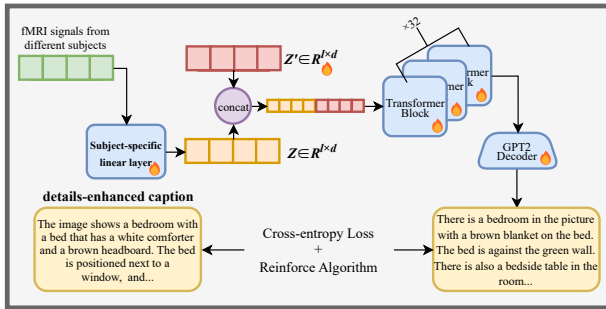 fMRI signals from
different subjects
Z'∈R^{l×d}
×32
concat
Transformer
Block
Subject-specific
linear layer
Z∈R^{l×d}
GPT2
Decoder
details-enhanced caption
The image shows a bedroom with
a bed that has a white comforter
and a brown headboard. The bed
is positioned next to a
window, and...
Cross-entropy Loss
+
Reinforce Algorithm
There is a bedroom in the picture
with a brown blanket on the bed.
The bed is against the green wall.
There is also a bedside table in the
room...